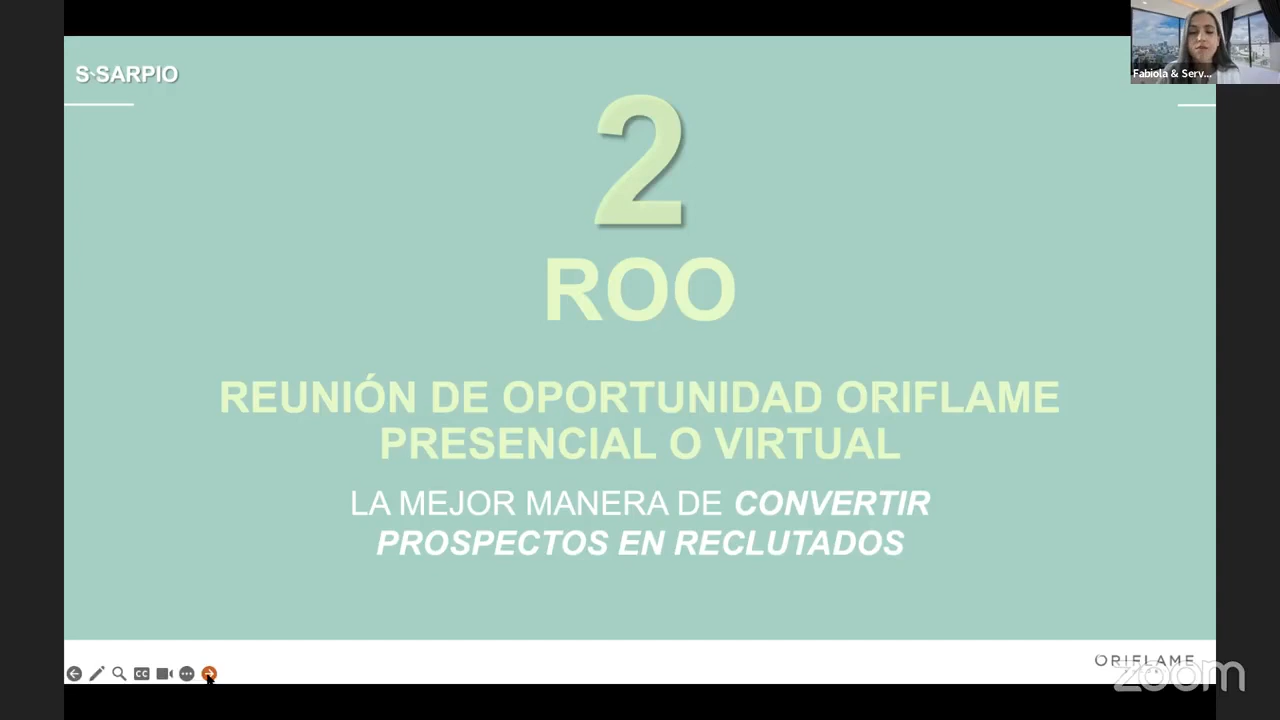 S•SARPIO
Fabiola & Serv...
2
ROO
REUNIÓN DE OPORTUNIDAD ORIFLAME
PRESENCIAL O VIRTUAL
LA MEJOR MANERA DE CONVERTIR
PROSPECTOS EN RECLUTADOS
CC
ORIFLAME
zoom